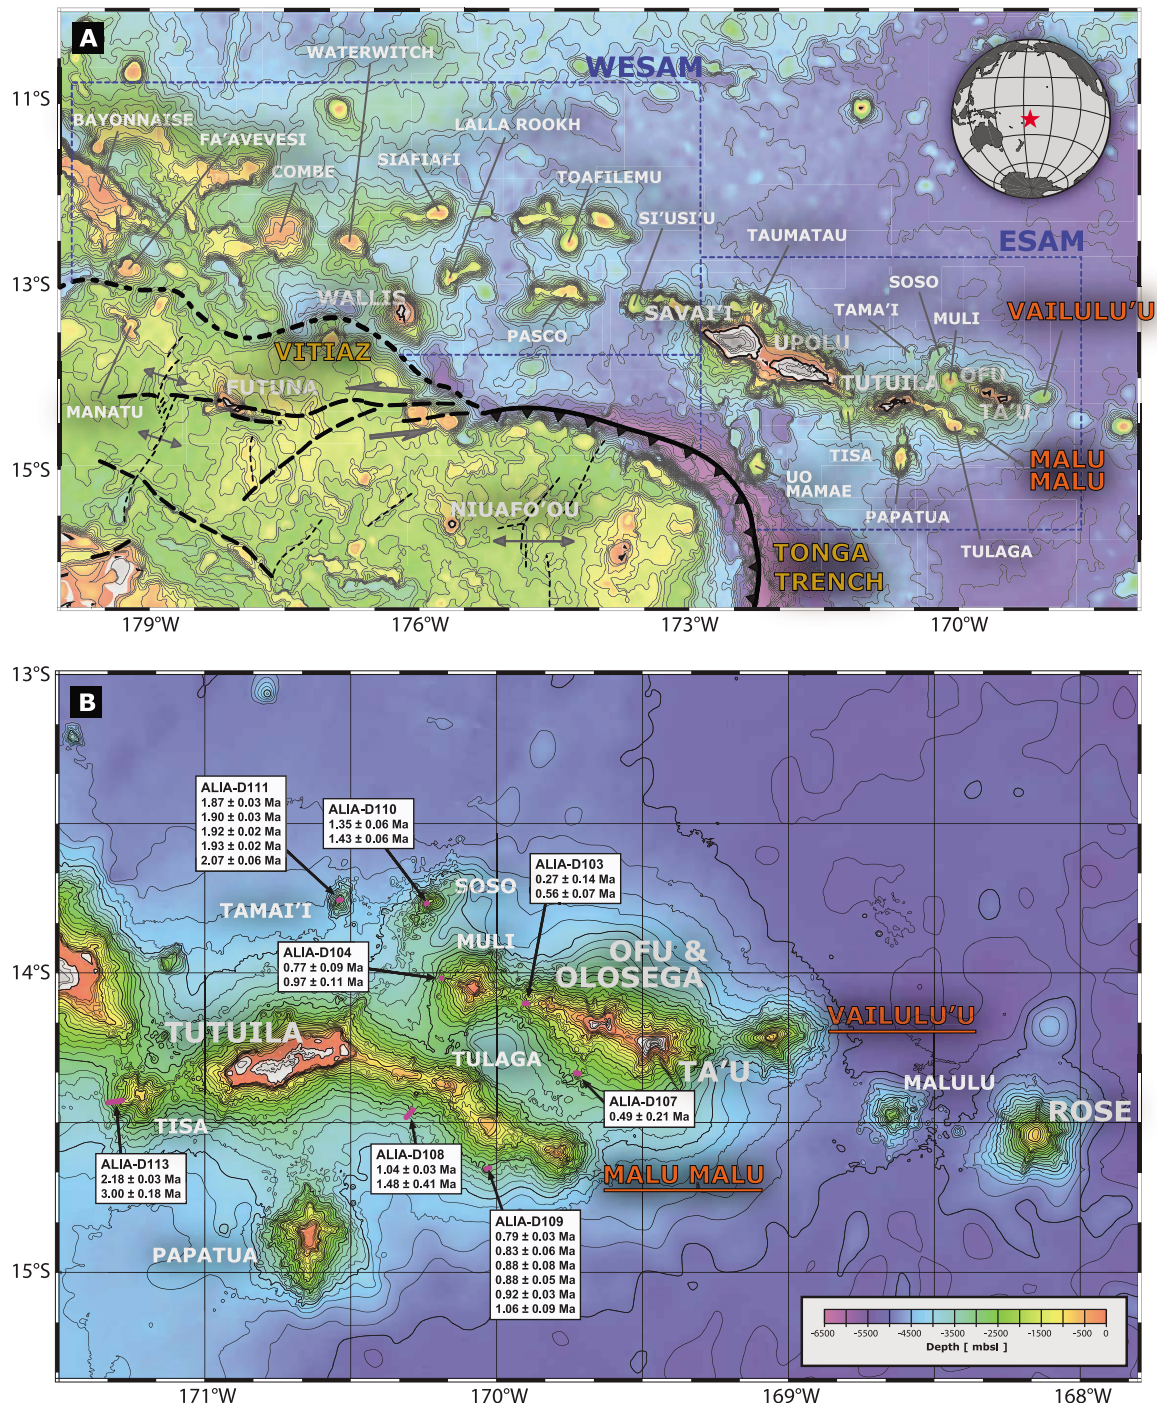 A
WATERWITCH
WESAM
11°S
BAYONNAISE
FA'AVEVESI
LALLA ROOKH
COMBE
SIAFIAFI
TOAFILEMU
SI'USI'U
TAUMATAU
ESAM
13°S
SOSO
WALLIS
SAVAI'I
TAMA'I
MULI
VAILULU'U
PASCO
UPOLU
VITIAZ
FUTUNA
TUTUILA
OFU
MANATU
TA'U
15°S
TISA
MALU
MALU
UO
MAMAE
NIUAFO'OU
PAPATUA
TONGA
TRENCH
TULAGA
179°W
176°W
173°W
170°W
13°S
B
ALIA-D111
1.87 ± 0.03 Ma
1.90 ± 0.03 Ma
1.92 ± 0.02 Ma
1.93 ± 0.02 Ma
2.07 ± 0.06 Ma
ALIA-D110
1.35 ± 0.06 Ma
1.43 ± 0.06 Ma
ALIA-D103
0.27 ± 0.14 Ma
0.56 ± 0.07 Ma
SOSO
TAMAI'I
MULI
ALIA-D104
0.77 ± 0.09 Ma
0.97 ± 0.11 Ma
OFU &
OLOSEGA
14°S
TUTUILA
VAILULU'U
TULAGA
TA'U
MALULU
ROSE
ALIA-D107
0.49 ± 0.21 Ma
TISA
ALIA-D113
2.18 ± 0.03 Ma
3.00 ± 0.18 Ma
ALIA-D108
1.04 ± 0.03 Ma
1.48 ± 0.41 Ma
MALU MALU
ALIA-D109
0.79 ± 0.03 Ma
0.83 ± 0.06 Ma
0.88 ± 0.08 Ma
0.88 ± 0.05 Ma
0.92 ± 0.03 Ma
1.06 ± 0.09 Ma
PAPATUA
15°S
-6500 -5500 -4500 -3500 -2500 -1500 -500 0
Depth [ mbsl ]
171°W
170°W
169°W
168°W